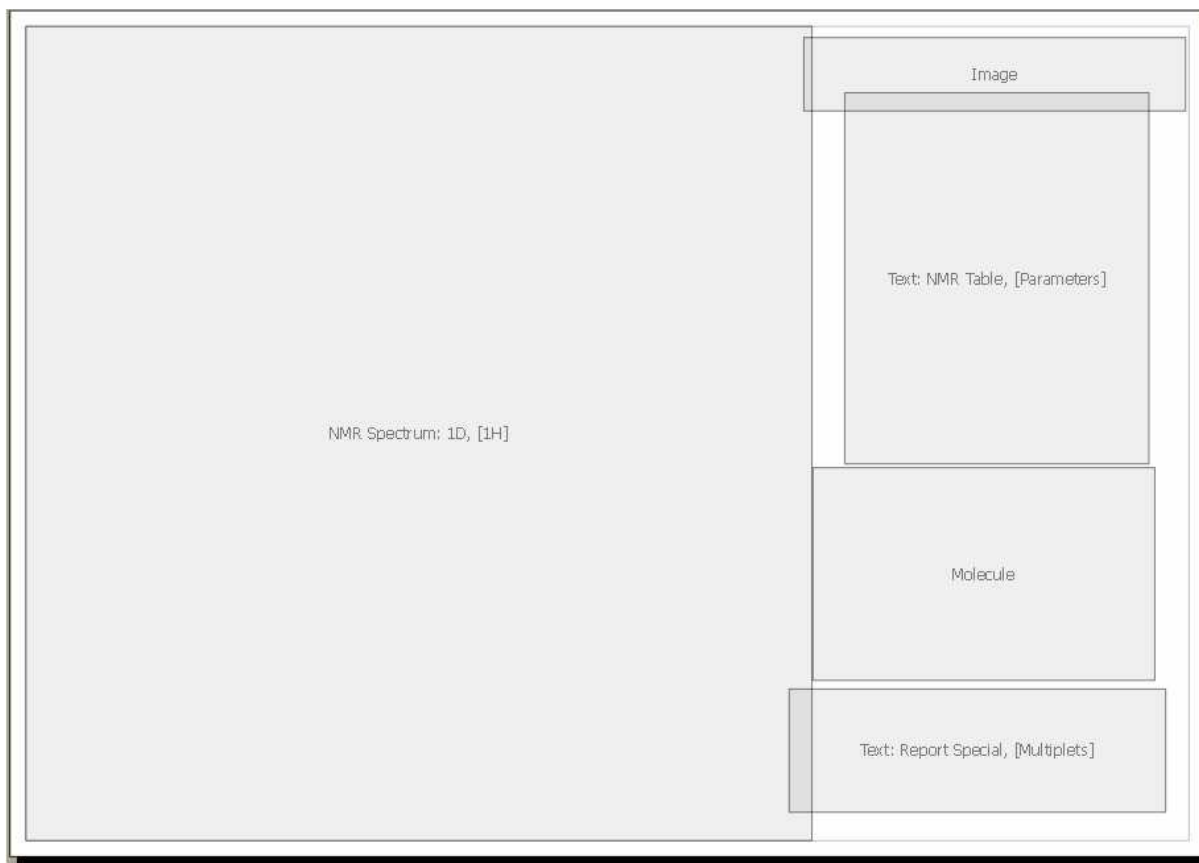 Image
Text: NMR Table, [Parameters]
NMR Spectrum: 1D, [1H]
Molecule
Text: Report Special, [Multiplets]